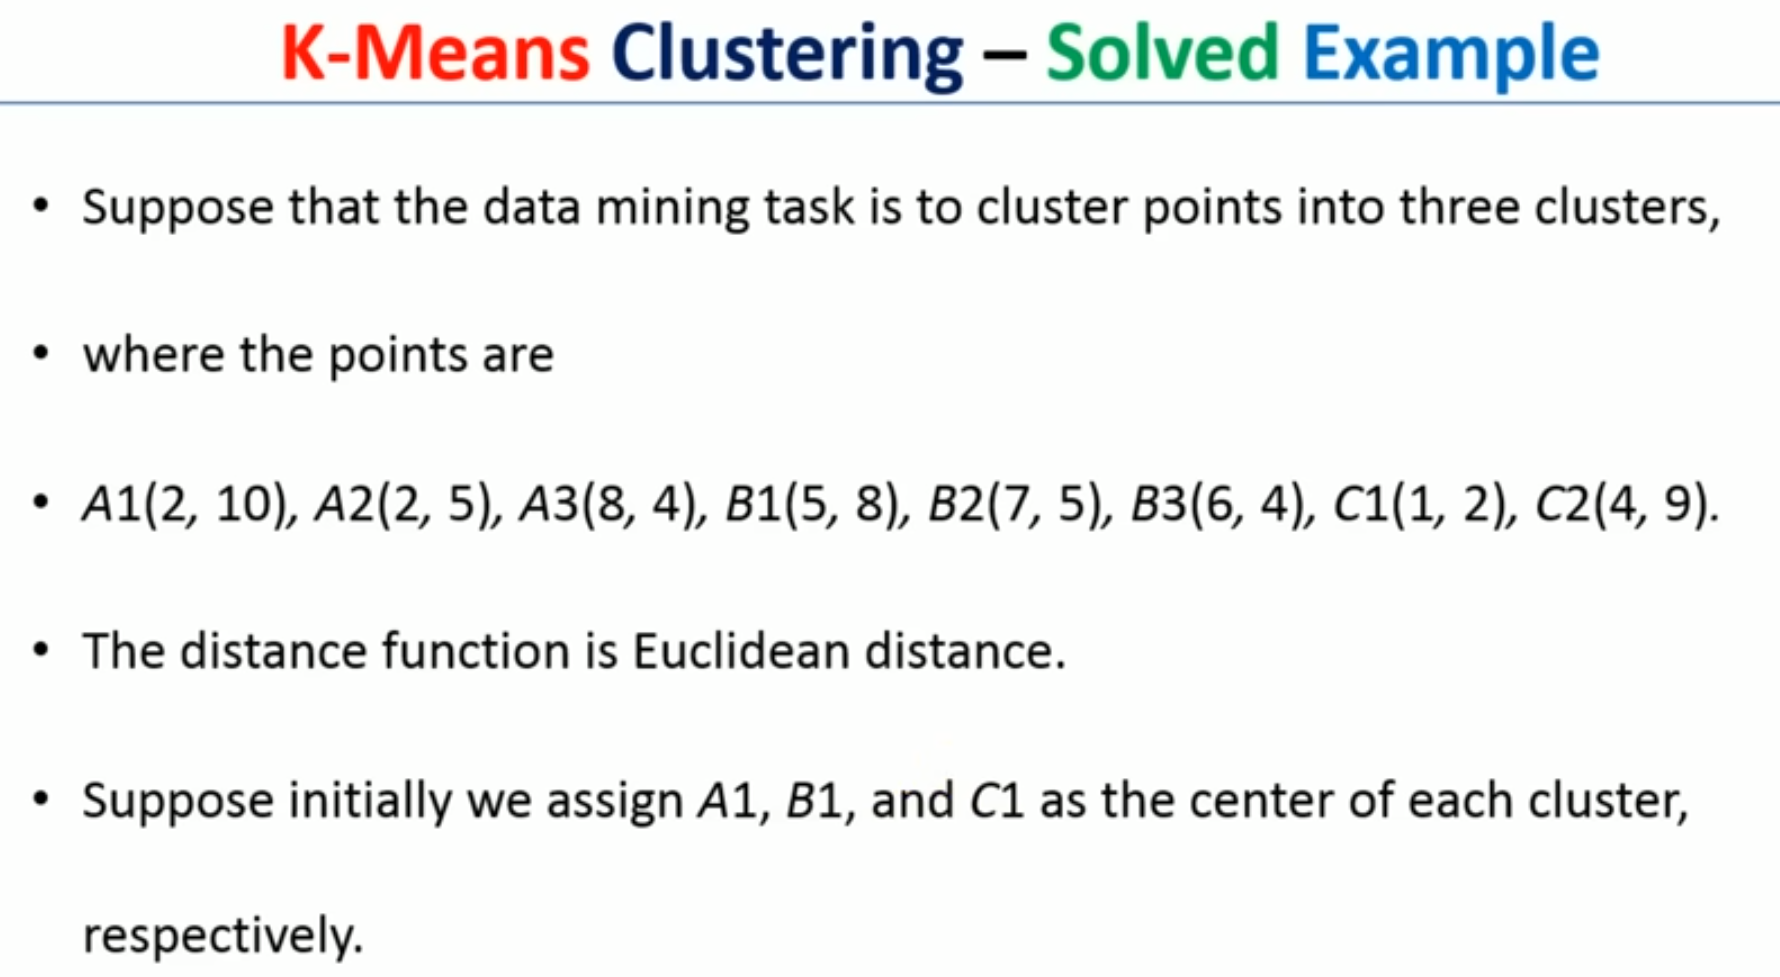 K-Means Clustering – Solved Example
• Suppose that the data mining task is to cluster points into three clusters,
• where the points are
• A1(2, 10), A2(2, 5), A3(8, 4), B1(5, 8), B2(7, 5), B3(6, 4), C1(1, 2), C2(4, 9).
• The distance function is Euclidean distance.
• Suppose initially we assign A1, B1, and C1 as the center of each cluster,
respectively.